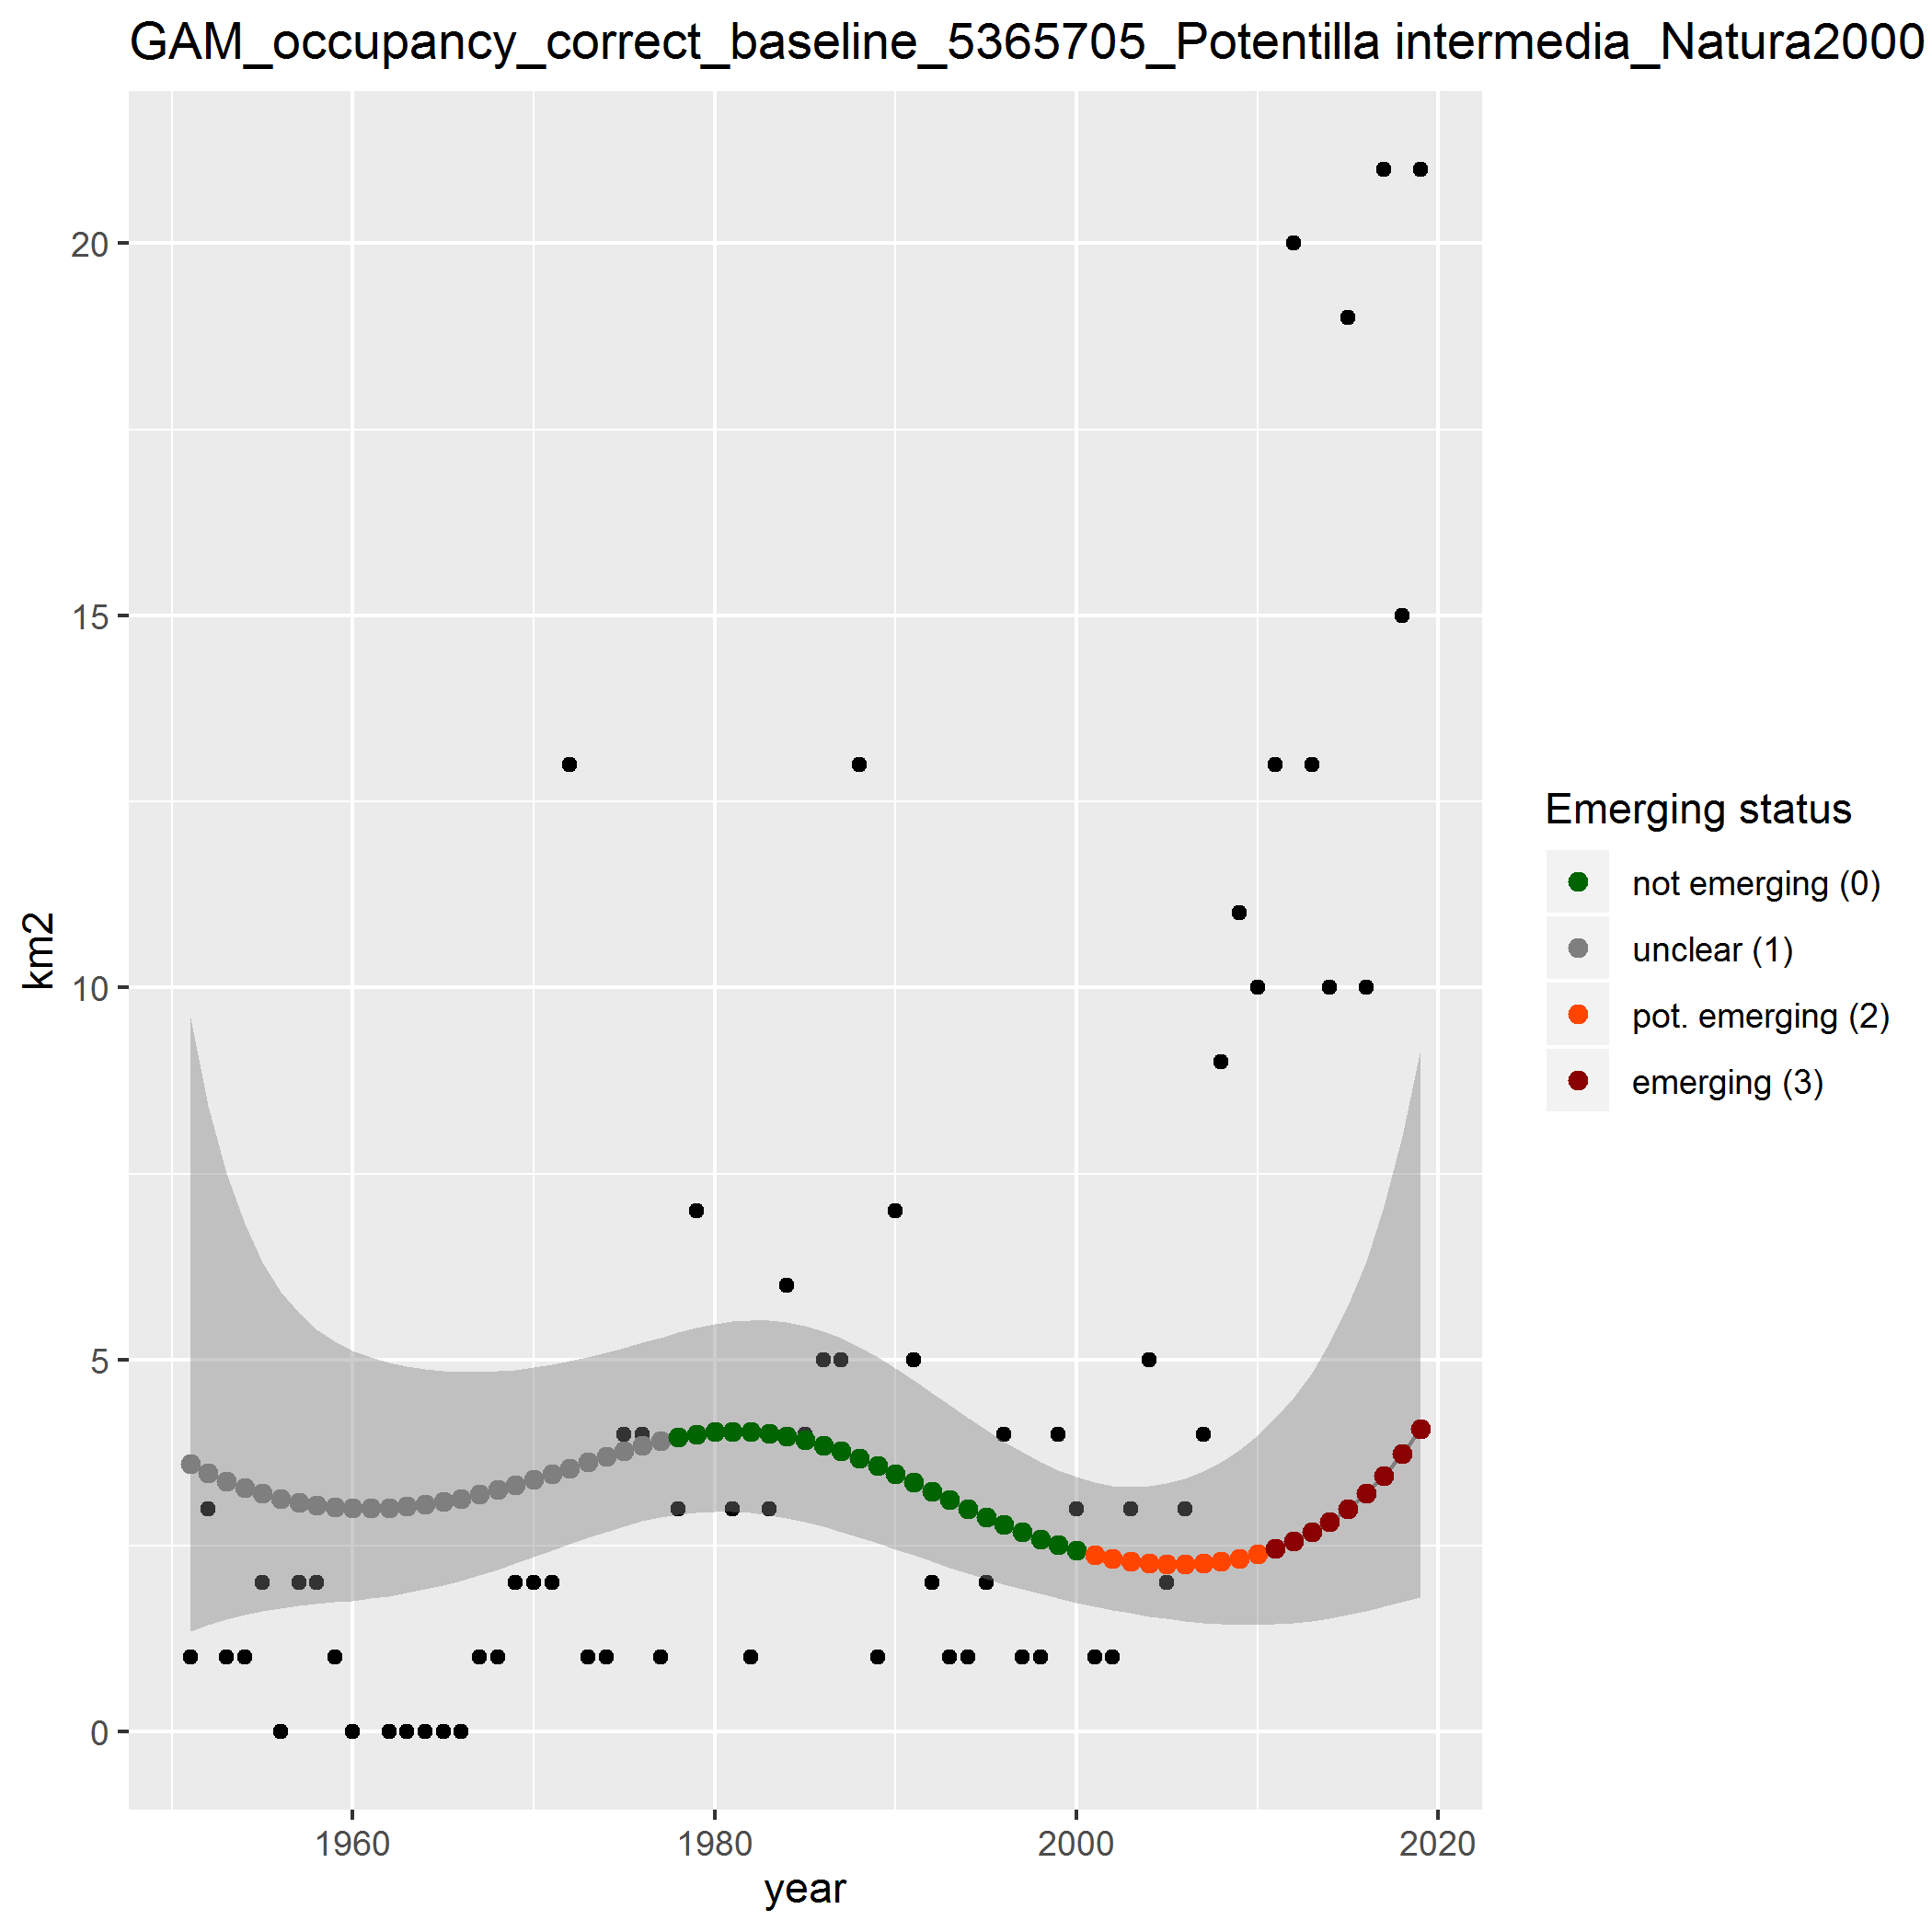 GAM_occupancy_correct_baseline_5365705_Potentilla intermedia_Natura2000
20
15
10
5
0
km2
1960
1980
2000
2020
year
Emerging status
not emerging (0)
unclear (1)
pot. emerging (2)
emerging (3)